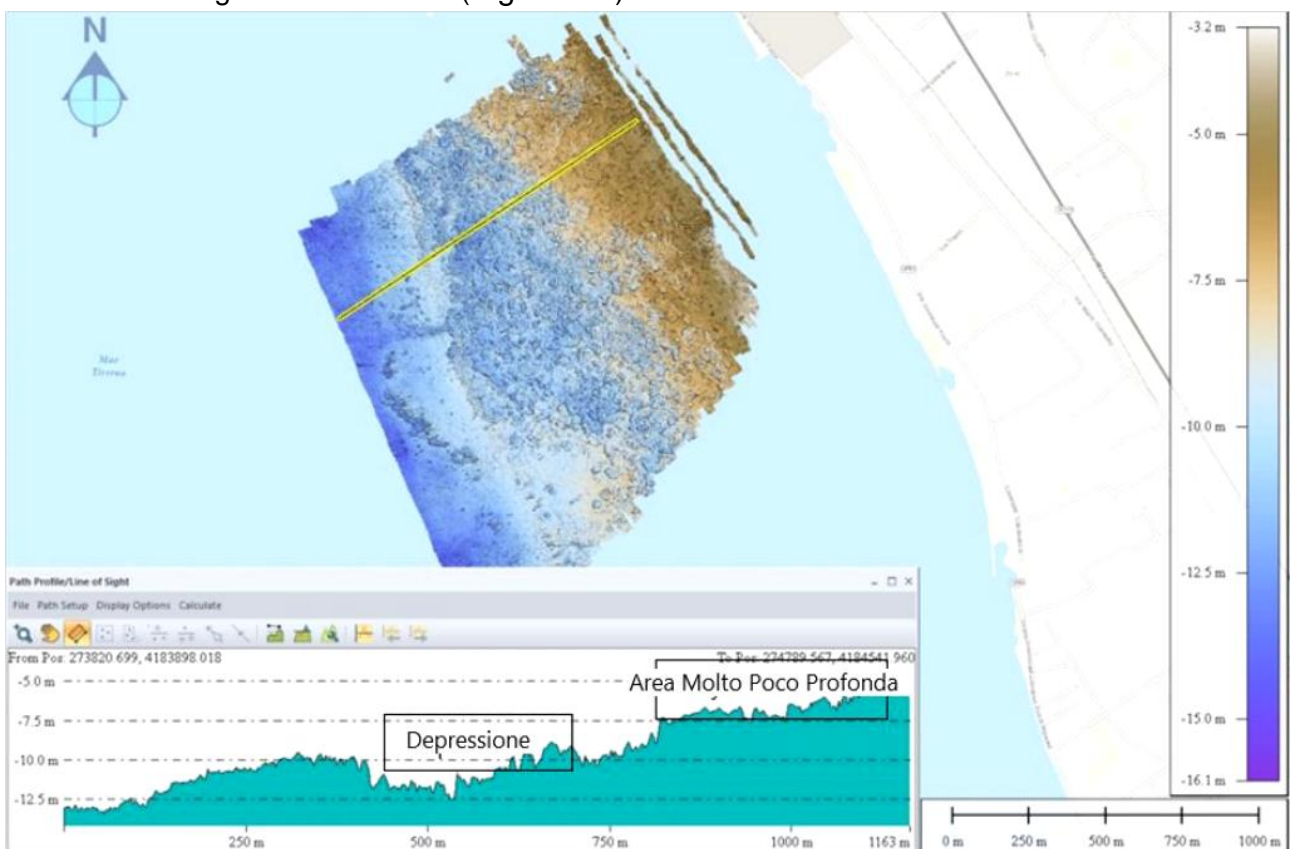 N
-3.2 m
-5.0 m
-7.5 m
-10.0 m
-12.5 m
-15.0 m
-16.1 m
Mar
Tirreno
Path Profile/Line of Sight
File Path Setup Display Options Calculate
From Pos: 273820.699, 4183898.018
To Pos: 274789.567, 4184541.960
-5.0 m
Area Molto Poco Profonda
-7.5 m
Depressione
-10.0 m
-12.5 m
250 m
500 m
750 m
1000 m
1163 m
0 m
250 m
500 m
750 m
1000 m